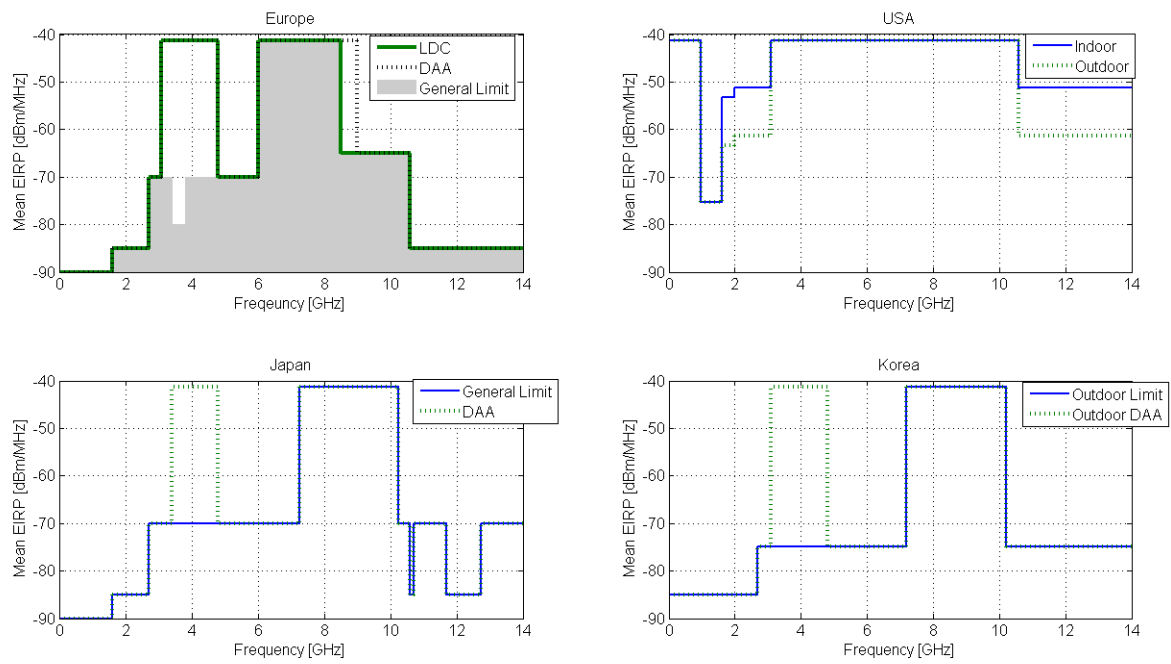 Europe
-40
-50
-60
-70
-80
-90
Mean EIRP [dBm/MHz]
LDC
DAA
General Limit
0 2 4 6 8 10 12 14
Freqeuncy [GHz]
USA
-40
-50
-60
-70
-80
-90
Mean EIRP [dBm/MHz]
Indoor
Outdoor
0 2 4 6 8 10 12 14
Frequency [GHz]
Japan
-40
-50
-60
-70
-80
-90
Mean EIRP [dBm/MHz]
General Limit
DAA
0 2 4 6 8 10 12 14
Frequency [GHz]
Korea
-40
-50
-60
-70
-80
-90
Mean EIRP [dBm/MHz]
Outdoor Limit
Outdoor DAA
0 2 4 6 8 10 12 14
Frequency [GHz]